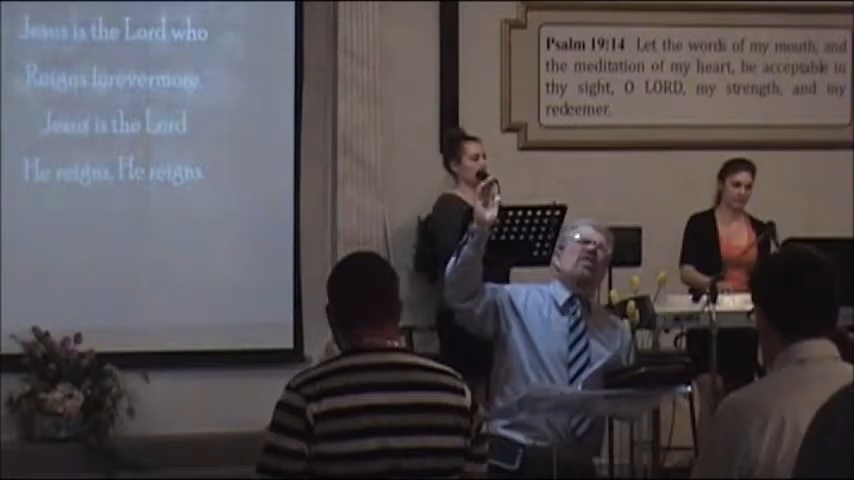 Jesus is the Lord who
Reigns forevermore,
Jesus is the Lord
He reigns, He reigns
Psalm 19:14 Let the words of my mouth, and
the meditation of my heart, be acceptable in
thy sight, O LORD, my strength, and my
redeemer.